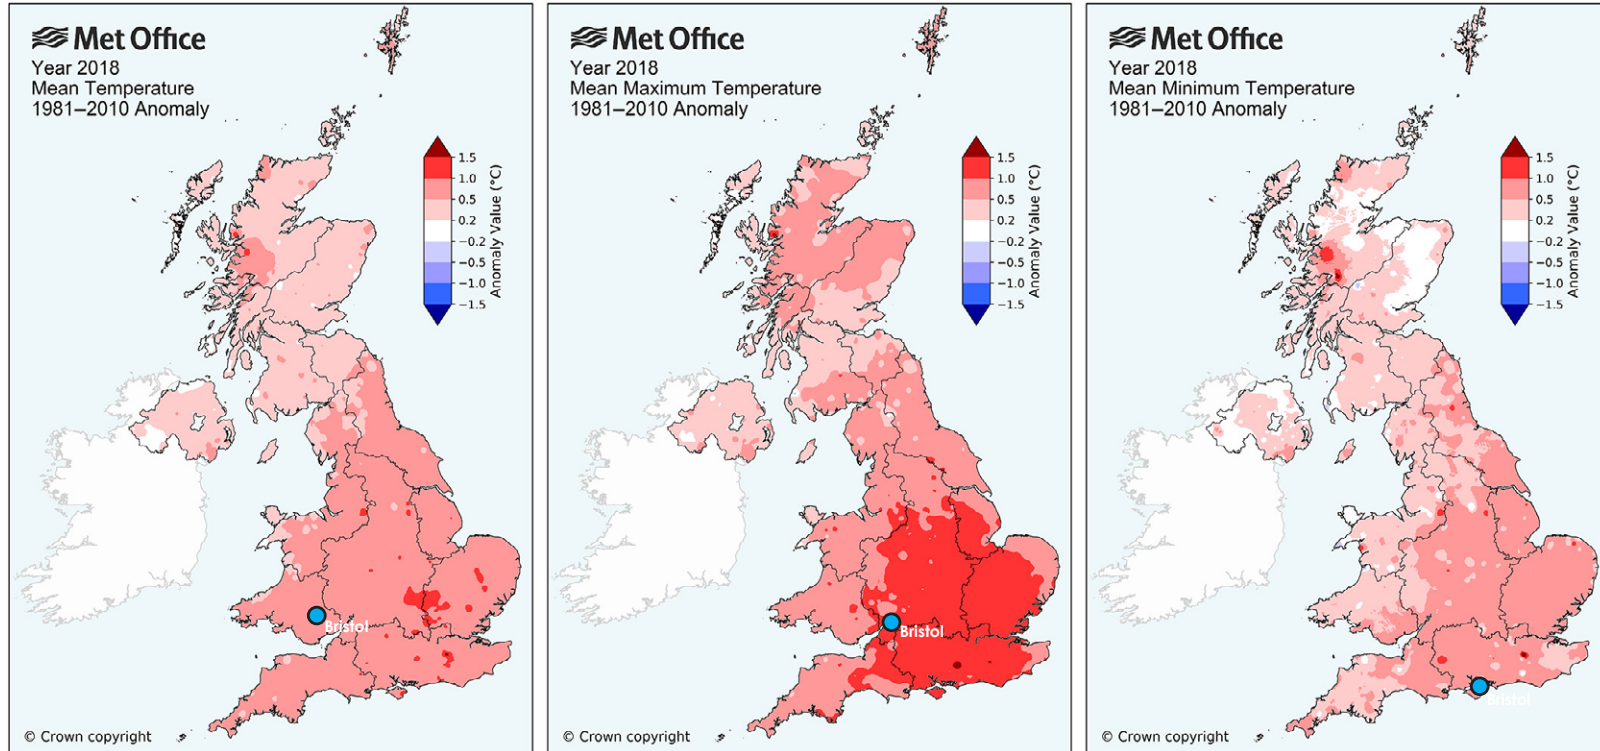 Met Office
Year 2018
Mean Temperature
1981–2010 Anomaly
1.5
1.0
0.5
0.2
−0.2
−0.5
−1.0
−1.5
Anomaly Value (°C)
Bristol
© Crown copyright
Met Office
Year 2018
Mean Maximum Temperature
1981–2010 Anomaly
1.5
1.0
0.5
0.2
−0.2
−0.5
−1.0
−1.5
Anomaly Value (°C)
Bristol
© Crown copyright
Met Office
Year 2018
Mean Minimum Temperature
1981–2010 Anomaly
1.5
1.0
0.5
0.2
−0.2
−0.5
−1.0
−1.5
Anomaly Value (°C)
Bristol
© Crown copyright